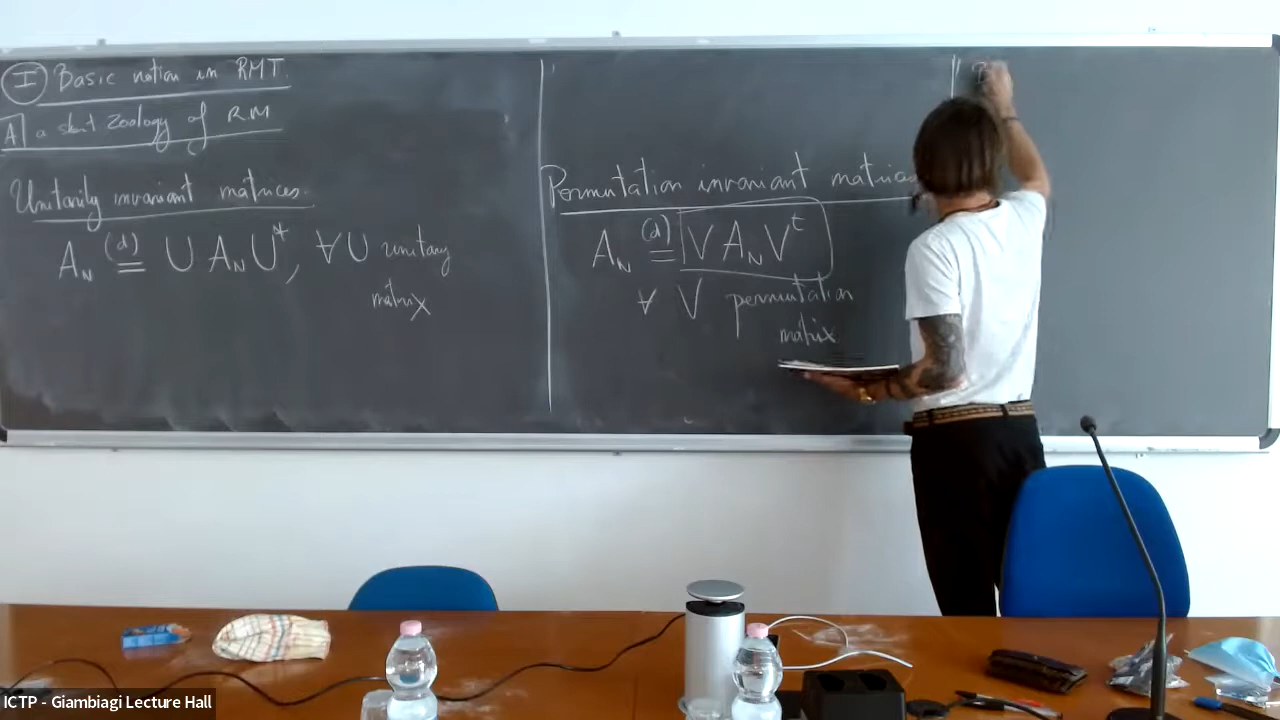 I Basic notion in RMT.
A] a short Zoology of RM
Unitarily invariant matrices.
A_N (d)= U A_N U*, ∀U unitary
matrix
Permutation invariant matrices
A_N (d)= V A_N V^t
∀ V permutation
matrix
ICTP - Giambiagi Lecture Hall